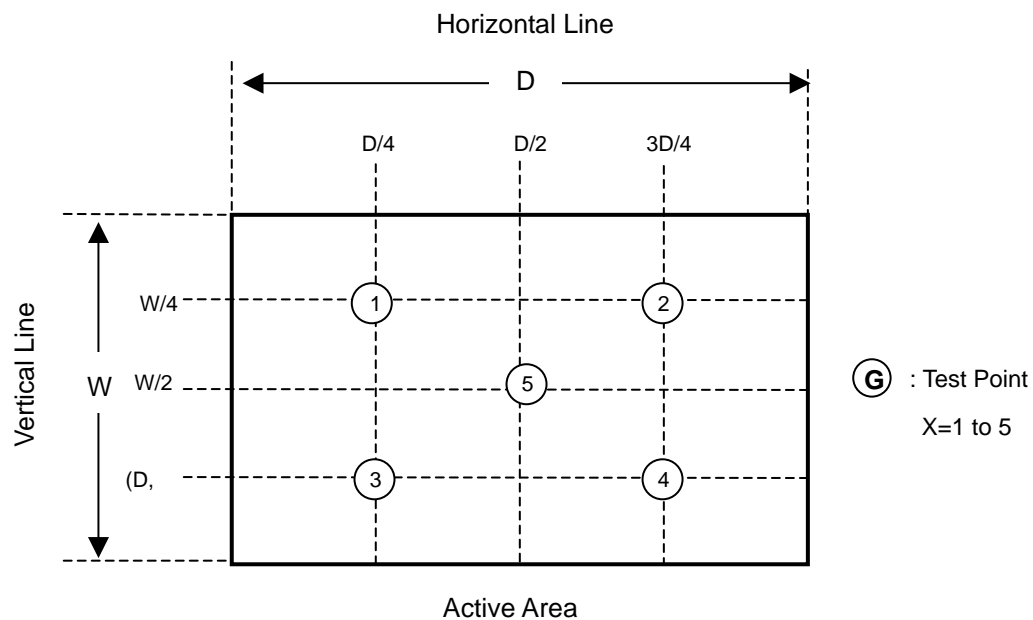 Horizontal Line
D
D/4 D/2 3D/4
Vertical Line
W
W/4
W/2
(D,
1
2
5
3
4
G : Test Point
X=1 to 5
Active Area